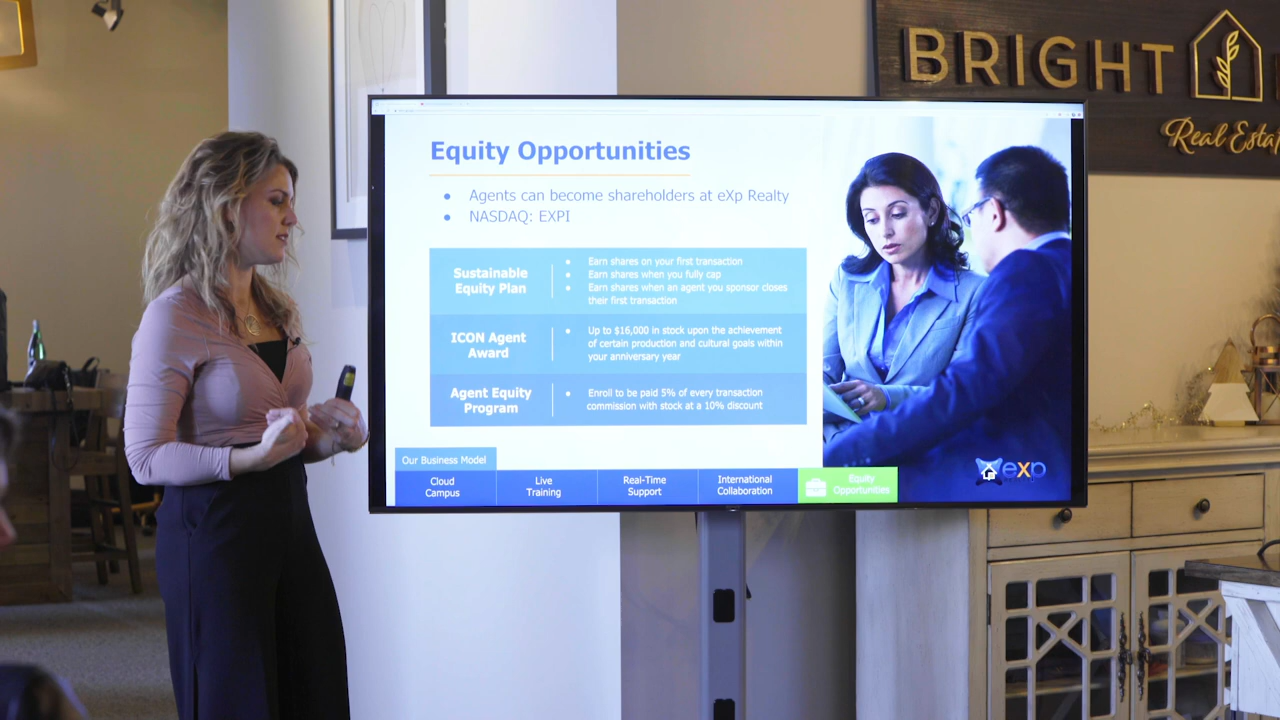 BRIGHT
Real Esta
Equity Opportunities
● Agents can become shareholders at eXp Realty
● NASDAQ: EXPI
Sustainable
Equity Plan
● Earn shares on your first transaction
● Earn shares when you fully cap
● Earn shares when an agent you sponsor closes
their first transaction
ICON Agent
Award
● Up to $16,000 in stock upon the achievement
of certain production and cultural goals within
your anniversary year
Agent Equity
Program
● Enroll to be paid 5% of every transaction
commission with stock at a 10% discount
Our Business Model
Cloud
Campus
Live
Training
Real-Time
Support
International
Collaboration
Equity
Opportunities
exp